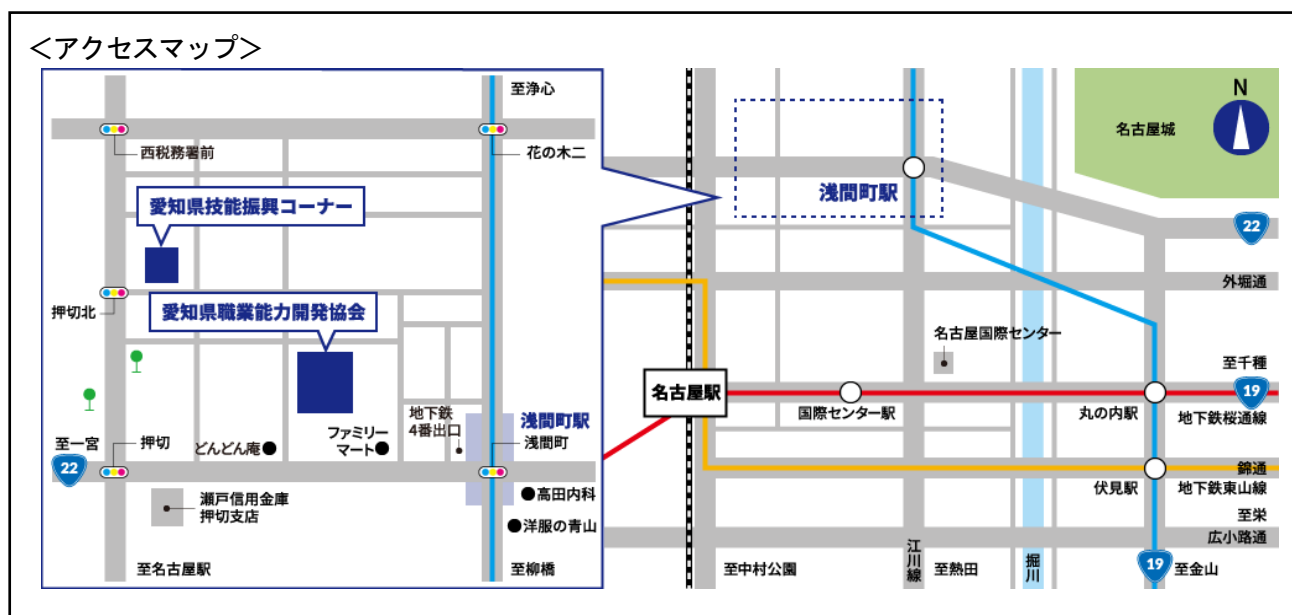 ＜アクセスマップ＞
至浄心
西税務署前
花の木二
愛知県技能振興コーナー
押切北
愛知県職業能力開発協会
地下鉄
4番出口
浅間町駅
浅間町
至一宮
22
押切
どんどん庵
ファミリー
マート
瀬戸信用金庫
押切支店
高田内科
洋服の青山
至名古屋駅
至柳橋
N
名古屋城
浅間町駅
22
外堀通
名古屋国際センター
至千種
名古屋駅
19
国際センター駅
丸の内駅
地下鉄桜通線
錦通
伏見駅
地下鉄東山線
至栄
広小路通
至中村公園
江川線
至熱田
堀川
19
至金山